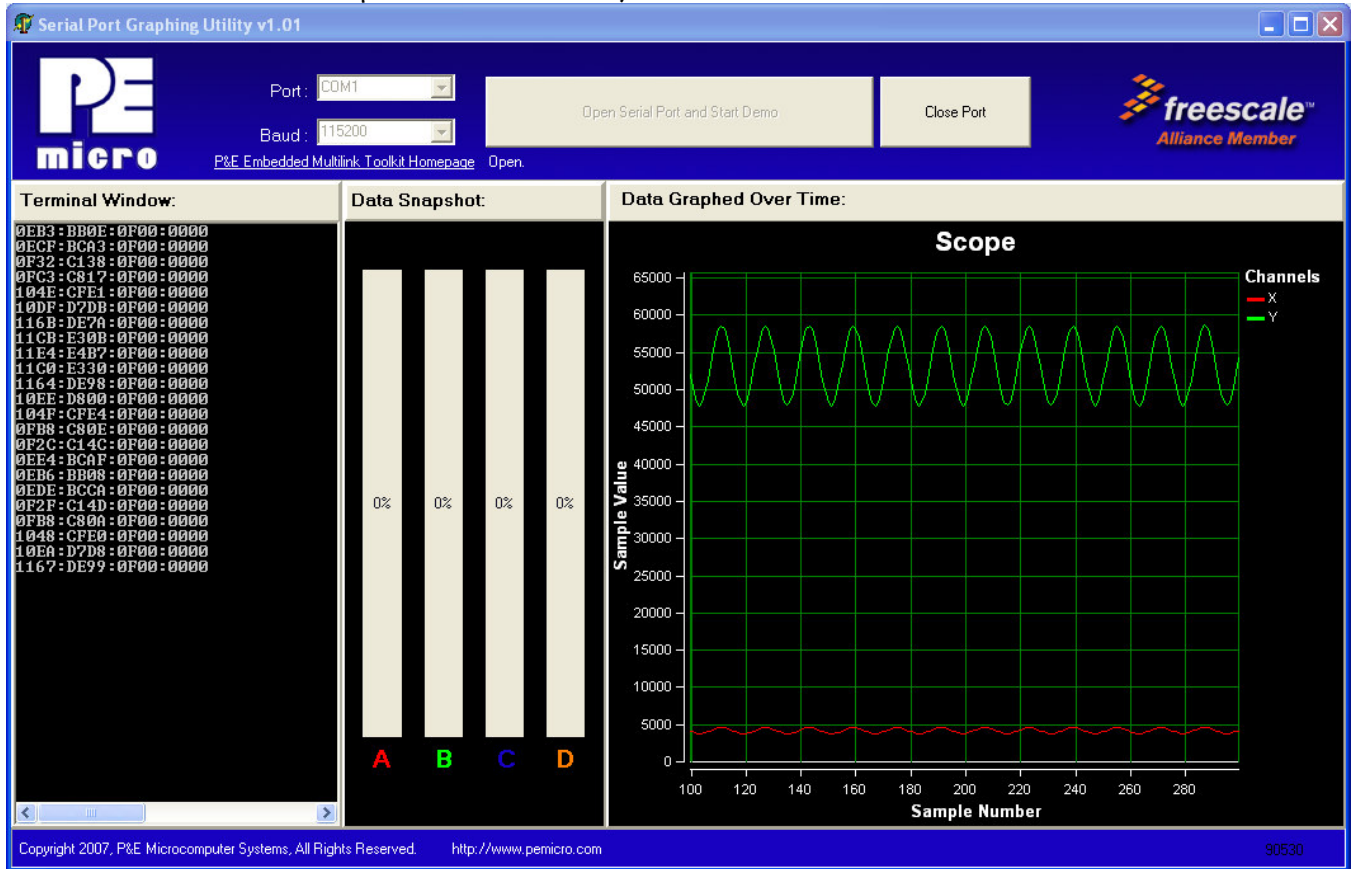 Serial Port Graphing Utility v1.01
PE
micro
Port: COM1
Baud: 115200
Open Serial Port and Start Demo
Close Port
freescale™
Alliance Member
P&E Embedded Multilink Toolkit Homepage Open.
Terminal Window:
Data Snapshot:
Data Graphed Over Time:
0EB3:BB0E:0F00:0000
0ECF:BCA3:0F00:0000
0F32:C138:0F00:0000
0FC3:C817:0F00:0000
104E:CFE1:0F00:0000
10DF:D7DB:0F00:0000
116B:DE7A:0F00:0000
11CB:E30B:0F00:0000
11E4:E4B7:0F00:0000
11C0:E330:0F00:0000
1164:DE98:0F00:0000
10EE:D800:0F00:0000
104F:CFE4:0F00:0000
0FB8:C80E:0F00:0000
0F2C:C14C:0F00:0000
0EE4:BCAF:0F00:0000
0EB6:BB08:0F00:0000
0EDE:BCCA:0F00:0000
0F2F:C14D:0F00:0000
0FB8:C80A:0F00:0000
1048:CFE0:0F00:0000
10EA:D7D8:0F00:0000
1167:DE99:0F00:0000
0% 0% 0% 0%
A B C D
Scope
Channels
X
Y
Sample Value
65000
60000
55000
50000
45000
40000
35000
30000
25000
20000
15000
10000
5000
0
100 120 140 160 180 200 220 240 260 280
Sample Number
Copyright 2007, P&E Microcomputer Systems, All Rights Reserved. http://www.pemicro.com
90530